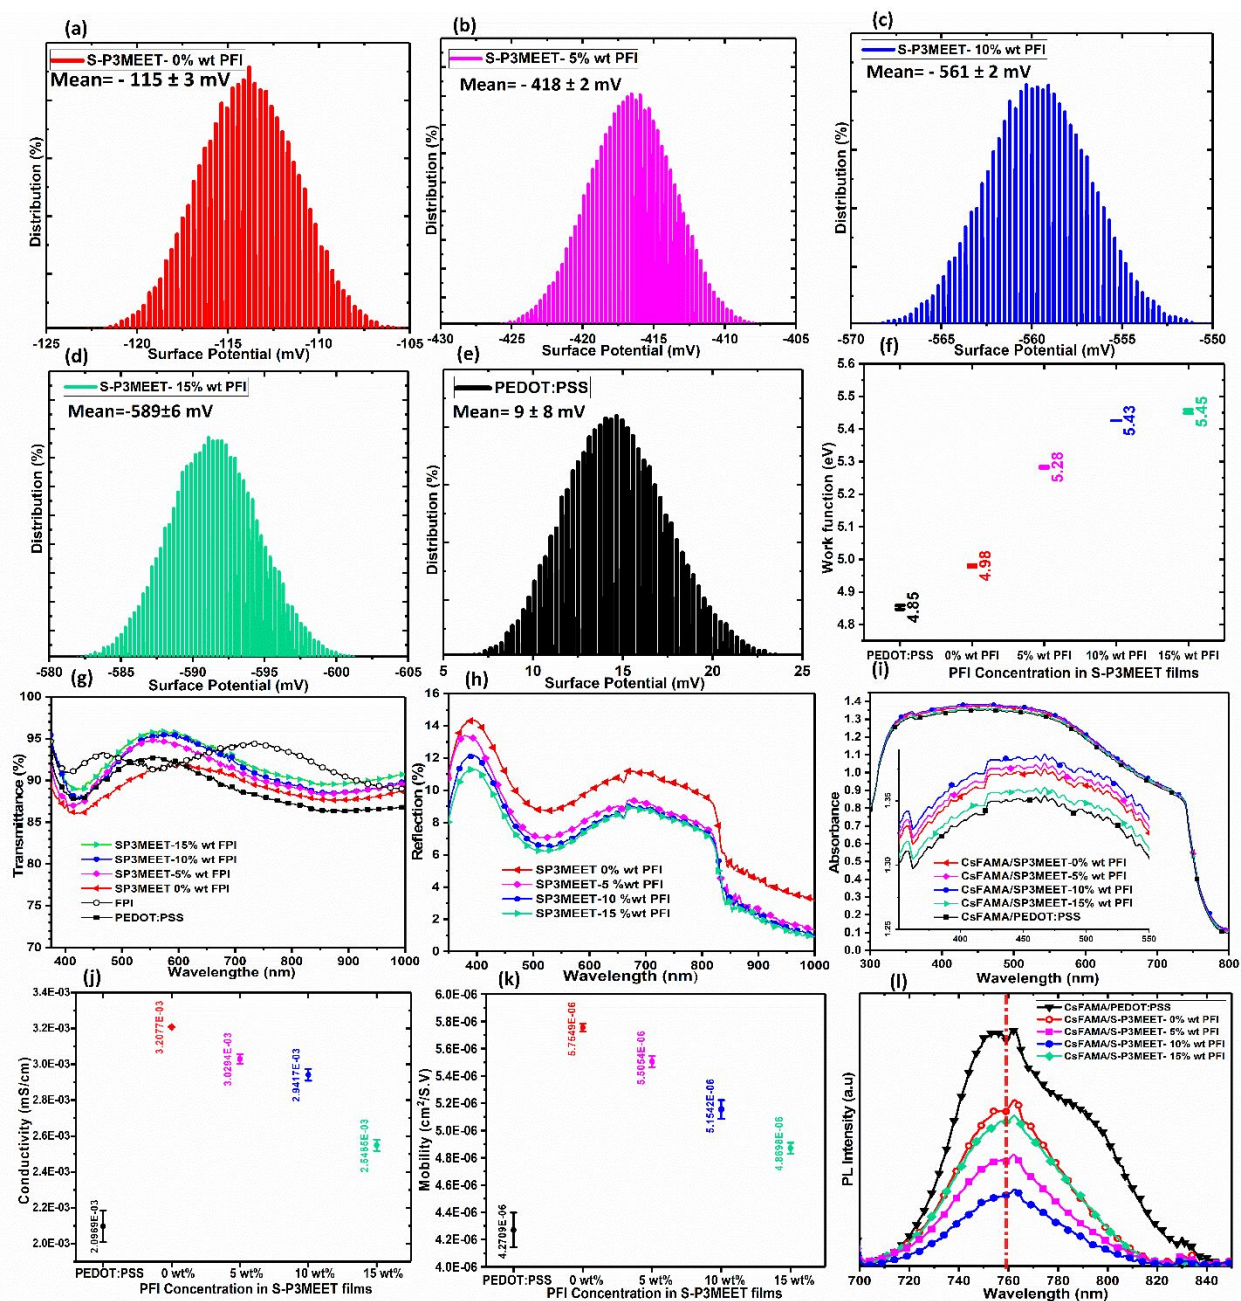 (a)
S-P3MEET- 0% wt PFI
Mean= - 115 ± 3 mV
Distribution (%)
-125 -120 -115 -110 -105
Surface Potential (mV)
(b)
S-P3MEET- 5% wt PFI
Mean= - 418 ± 2 mV
Distribution (%)
-430 -425 -420 -415 -410 -405
Surface Potential (mV)
(c)
S-P3MEET- 10% wt PFI
Mean= - 561 ± 2 mV
Distribution (%)
-570 -565 -560 -555 -550
Surface Potential (mV)
(d)
S-P3MEET- 15% wt PFI
Mean=-589±6 mV
Distribution (%)
-580 -585 -590 -595 -600 -605
Surface Potential (mV)
(e)
PEDOT:PSS
Mean= 9 ± 8 mV
Distribution (%)
5 10 15 20 25
Surface Potential (mV)
(f)
5.6
5.5
5.4
5.3
5.2
5.1
5.0
4.9
4.8
Work function (eV)
4.85
4.98
5.28
5.43
5.45
PEDOT:PSS 0% wt PFI 5% wt PFI 10% wt PFI 15% wt PFI
PFI Concentration in S-P3MEET films
(g)
100
95
90
85
80
75
70
Transmittance (%)
SP3MEET-15% wt FPI
SP3MEET-10% wt FPI
SP3MEET-5% wt FPI
SP3MEET 0% wt FPI
FPI
PEDOT:PSS
400 500 600 700 800 900 1000
Wavelengthe (nm)
(h)
16
14
12
10
8
6
4
2
0
Reflection (%)
SP3MEET 0% wt PFI
SP3MEET-5 %wt PFI
SP3MEET-10 %wt PFI
SP3MEET-15 %wt PFI
400 500 600 700 800 900 1000
Wavelength (nm)
(i)
1.4
1.3
1.2
1.1
1.0
0.9
0.8
0.7
0.6
0.5
0.4
0.3
0.2
0.1
0.0
Absorbance
1.35
1.30
1.25
CsFAMA/SP3MEET-0% wt PFI
CsFAMA/SP3MEET-5% wt PFI
CsFAMA/SP3MEET-10% wt PFI
CsFAMA/SP3MEET-15% wt PFI
CsFAMA/PEDOT:PSS
400 450 500 550
300 400 500 600 700 800
Wavelength (nm)
(j)
3.4E-03
3.2E-03
3.0E-03
2.8E-03
2.6E-03
2.4E-03
2.2E-03
2.0E-03
Conductivity (mS/cm)
2.0969E-03
3.2077E-03
3.0294E-03
2.9417E-03
PEDOT:PSS 0 wt% 5 wt% 10 wt% 15 wt%
PFI Concentration in S-P3MEET films
(k)
6.0E-06
5.8E-06
5.6E-06
5.4E-06
5.2E-06
5.0E-06
4.8E-06
4.6E-06
4.4E-06
4.2E-06
4.0E-06
Mobility (cm²/S.V)
4.2709E-06
5.7549E-06
5.5054E-06
5.1542E-06
4.8698E-06
PEDOT:PSS 0 wt% 5 wt% 10 wt% 15 wt%
PFI Concentration in S-P3MEET films
(l)
PL Intensity (a.u)
CsFAMA/PEDOT:PSS
CsFAMA/S-P3MEET- 0% wt PFI
CsFAMA/S-P3MEET- 5% wt PFI
CsFAMA/S-P3MEET- 10% wt PFI
CsFAMA/S-P3MEET- 15% wt PFI
700 720 740 760 780 800 820 840
Wavelength (nm)